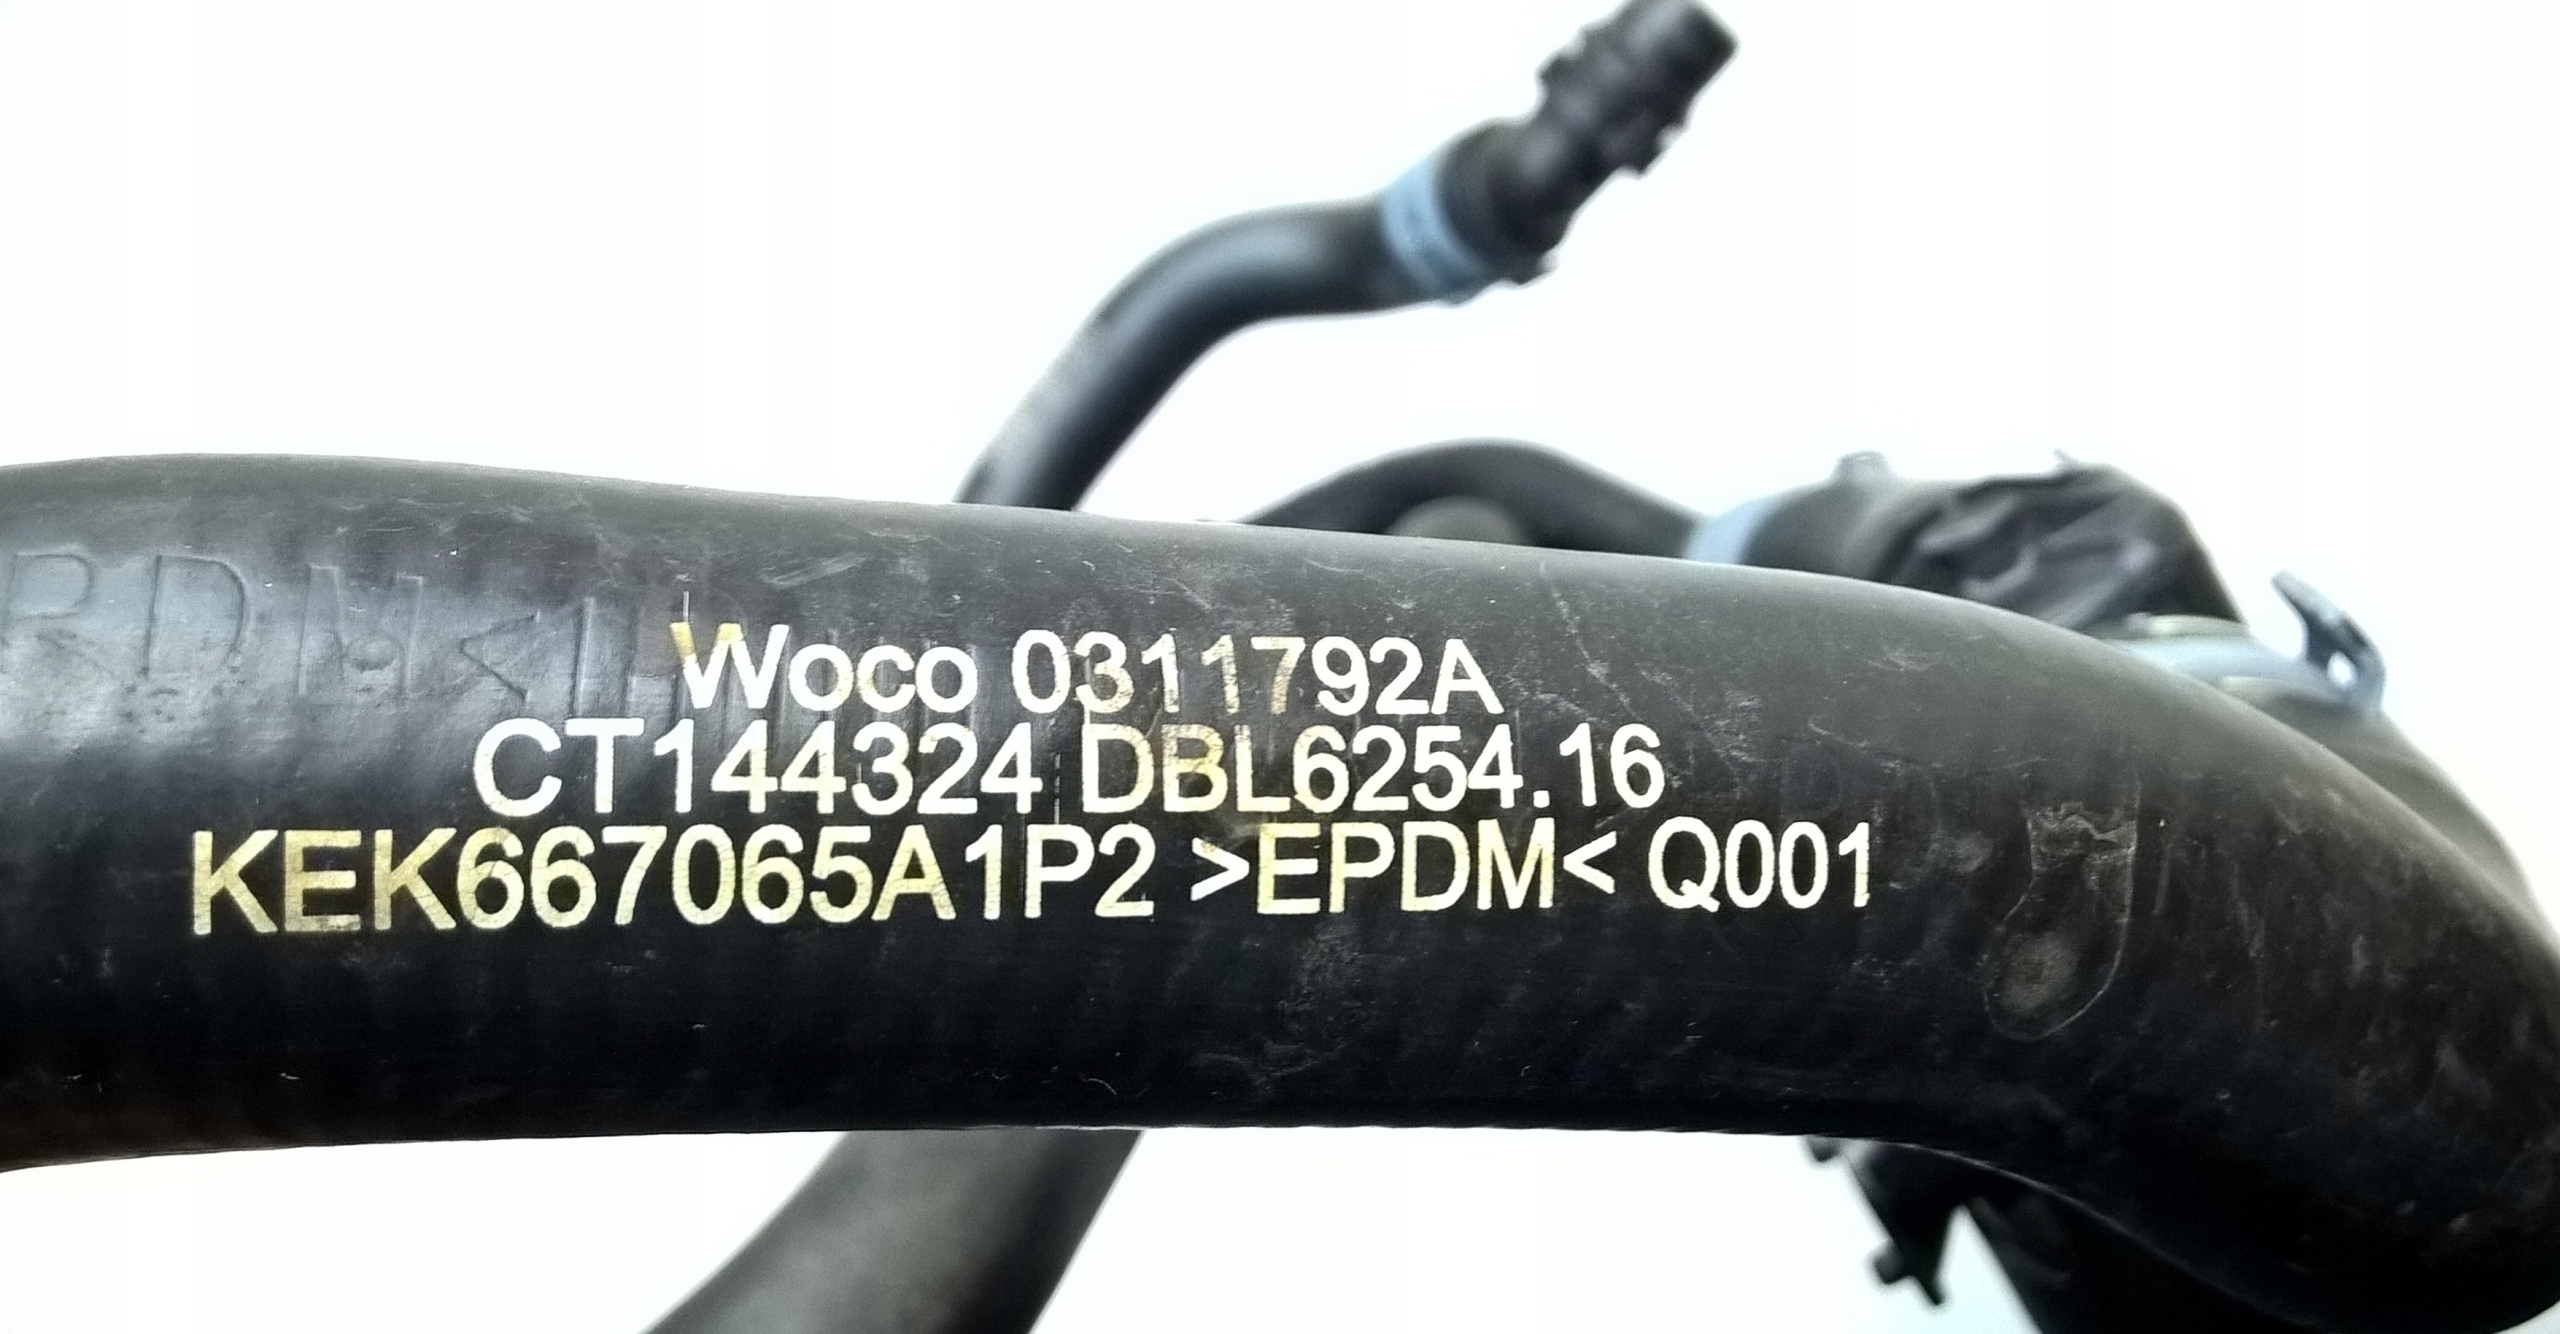 Woco 0311792A
CT144324 DBL6254.16
KEK667065A1P2 >EPDM< Q001